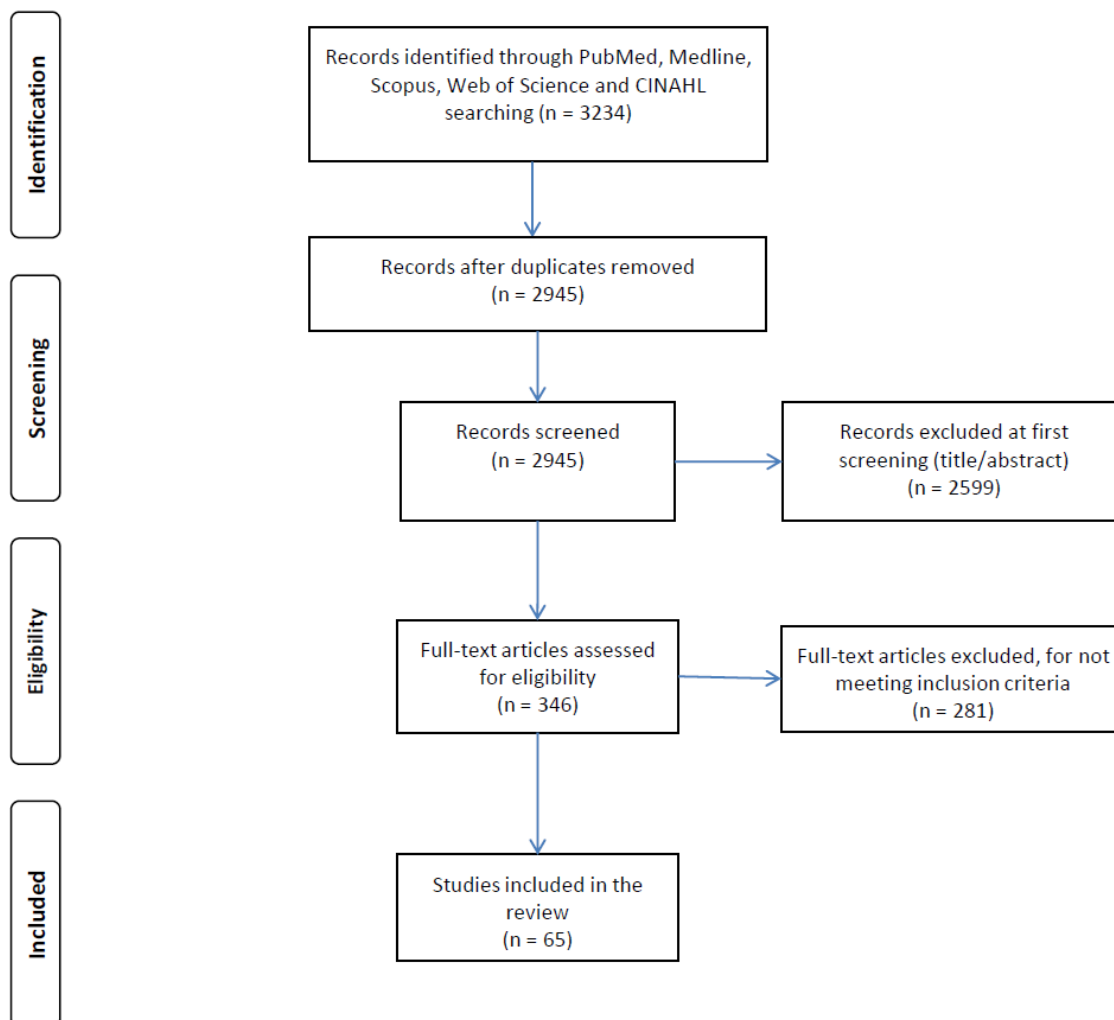 Identification
Records identified through PubMed, Medline,
Scopus, Web of Science and CINAHL
searching (n = 3234)
Records after duplicates removed
(n = 2945)
Screening
Records screened
(n = 2945)
Records excluded at first
screening (title/abstract)
(n = 2599)
Eligibility
Full-text articles assessed
for eligibility
(n = 346)
Full-text articles excluded, for not
meeting inclusion criteria
(n = 281)
Included
Studies included in the
review
(n = 65)